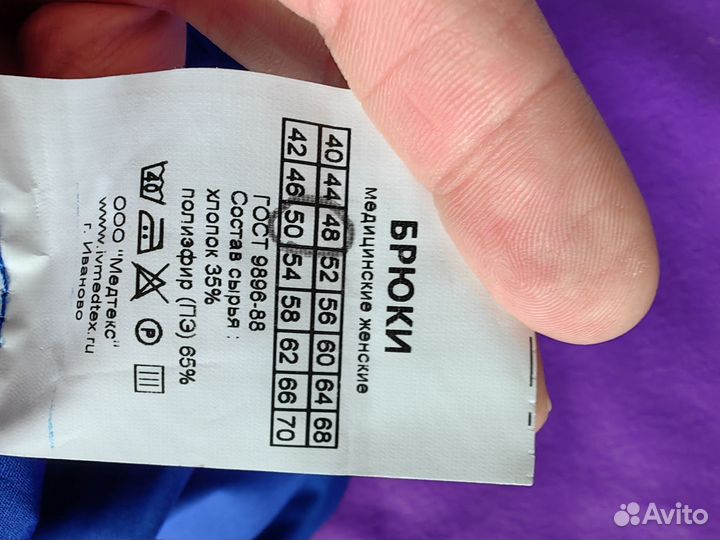 БРЮКИ
медицинские женские
40 44 48 52 56 60 64 68
42 46 50 54 58 62 66 70
ГОСТ 9896-88
Состав сырья :
хлопок 35%
полиэфир (ПЭ) 65%
40 P
ООО "Медтекс"
www.ivmedtex.ru
г. Иваново
Avito